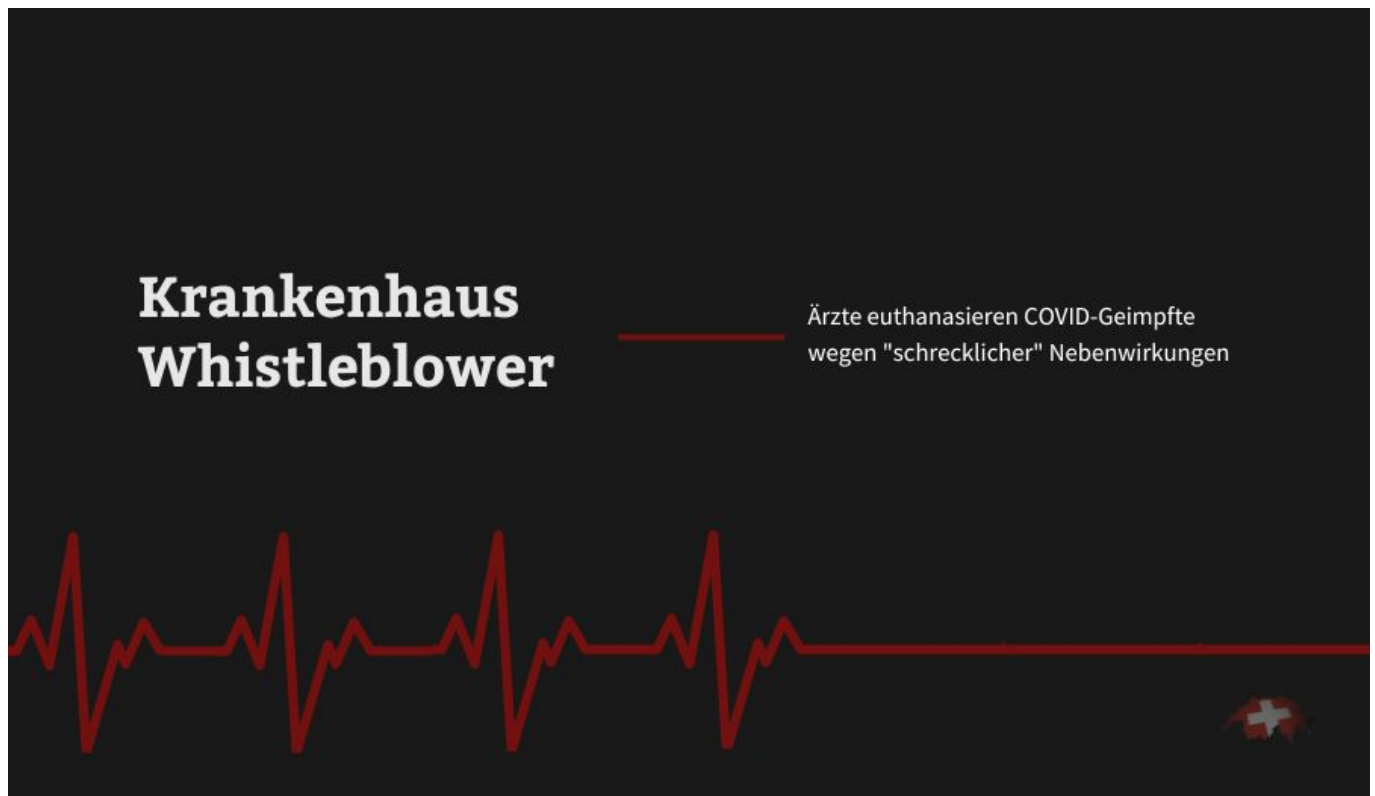 Krankenhaus
Whistleblower
Ärzte euthanasieren COVID-Geimpfte
wegen "schrecklicher" Nebenwirkungen